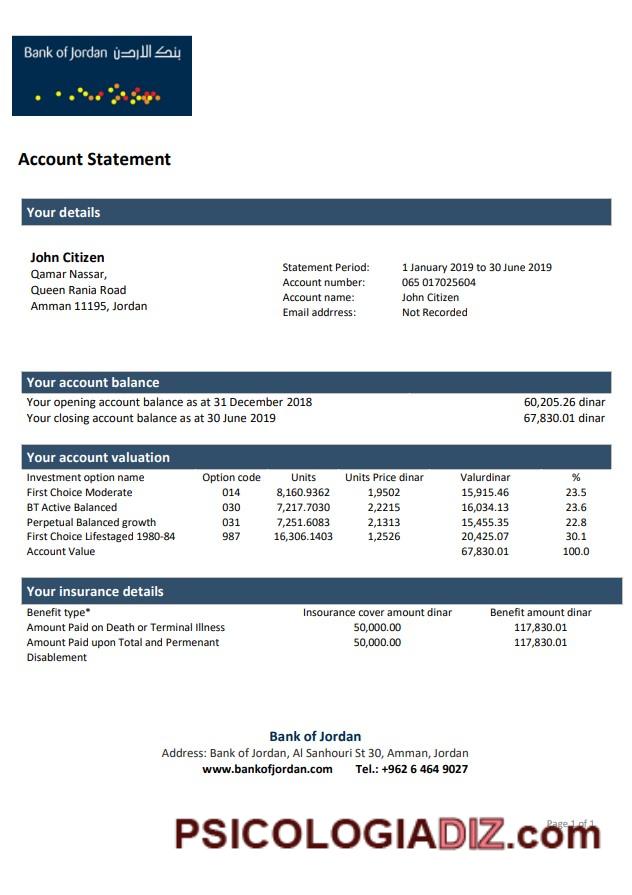 Bank of Jordan بنك الاردن
Account Statement
Your details
John Citizen
Qamar Nassar,
Queen Rania Road
Amman 11195, Jordan
Statement Period: 1 January 2019 to 30 June 2019
Account number: 065 017025604
Account name: John Citizen
Email addrress: Not Recorded
Your account balance
Your opening account balance as at 31 December 2018 60,205.26 dinar
Your closing account balance as at 30 June 2019 67,830.01 dinar
Your account valuation
Investment option name Option code Units Units Price dinar Valurdinar %
First Choice Moderate 014 8,160.9362 1,9502 15,915.46 23.5
BT Active Balanced 030 7,217.7030 2,2215 16,034.13 23.6
Perpetual Balanced growth 031 7,251.6083 2,1313 15,455.35 22.8
First Choice Lifestaged 1980-84 987 16,306.1403 1,2526 20,425.07 30.1
Account Value 67,830.01 100.0
Your insurance details
Benefit type* Insourance cover amount dinar Benefit amount dinar
Amount Paid on Death or Terminal Illness 50,000.00 117,830.01
Amount Paid upon Total and Permenant 50,000.00 117,830.01
Disablement
Bank of Jordan
Address: Bank of Jordan, Al Sanhouri St 30, Amman, Jordan
www.bankofjordan.com Tel.: +962 6 464 9027
Page 1 of 1
PSICOLOGIADIZ.com